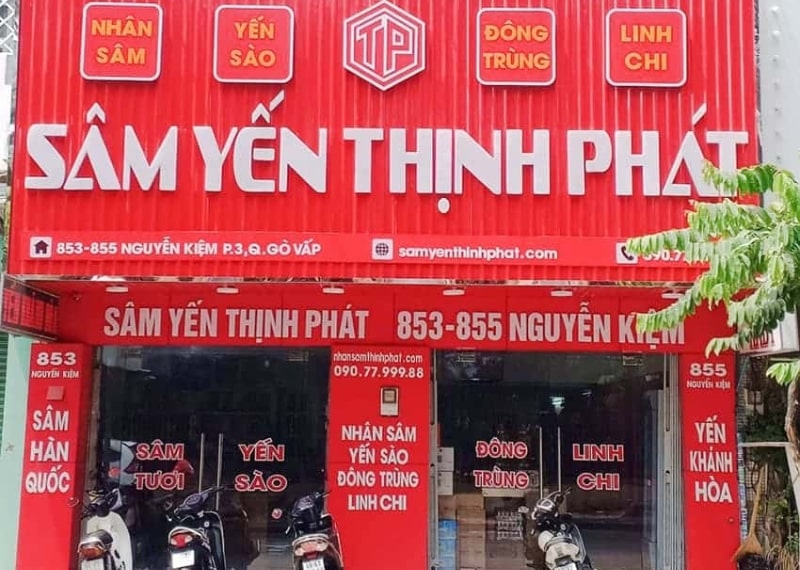 NHÂN
SÂM
YẾN
SÀO
TP
ĐÔNG
TRÙNG
LINH
CHI
SÂM YẾN THỊNH PHÁT
853-855 NGUYỄN KIỆM P.3,Q.GÒ VẤP
samyenthinhphat.com
SÂM YẾN THỊNH PHÁT 853-855 NGUYỄN KIỆM
853
NGUYỄN KIỆM
SÂM
HÀN
QUỐC
SÂM
TƯƠI
YẾN
SÀO
nhansamthinhphat.com
090.77.999.88
NHÂN SÂM
YẾN SÀO
ĐÔNG TRÙNG
LINH CHI
ĐÔNG
TRÙNG
LINH
CHI
855
NGUYỄN KIỆM
YẾN
KHÁNH
HÒA